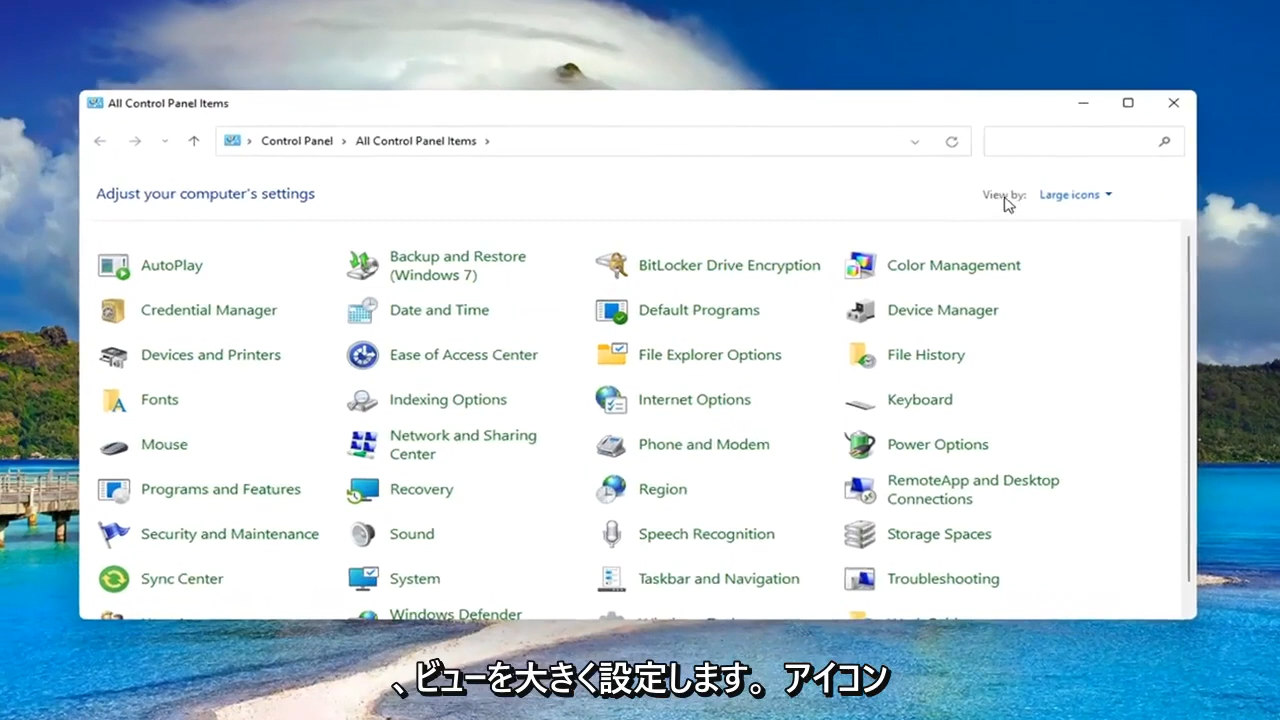 All Control Panel Items
Control Panel > All Control Panel Items >
Adjust your computer's settings
View by: Large icons
AutoPlay
Backup and Restore
(Windows 7)
BitLocker Drive Encryption
Color Management
Credential Manager
Date and Time
Default Programs
Device Manager
Devices and Printers
Ease of Access Center
File Explorer Options
File History
Fonts
Indexing Options
Internet Options
Keyboard
Mouse
Network and Sharing
Center
Phone and Modem
Power Options
Programs and Features
Recovery
Region
RemoteApp and Desktop
Connections
Security and Maintenance
Sound
Speech Recognition
Storage Spaces
Sync Center
System
Taskbar and Navigation
Troubleshooting
Windows Defender
、ビューを大きく設定します。 アイコン